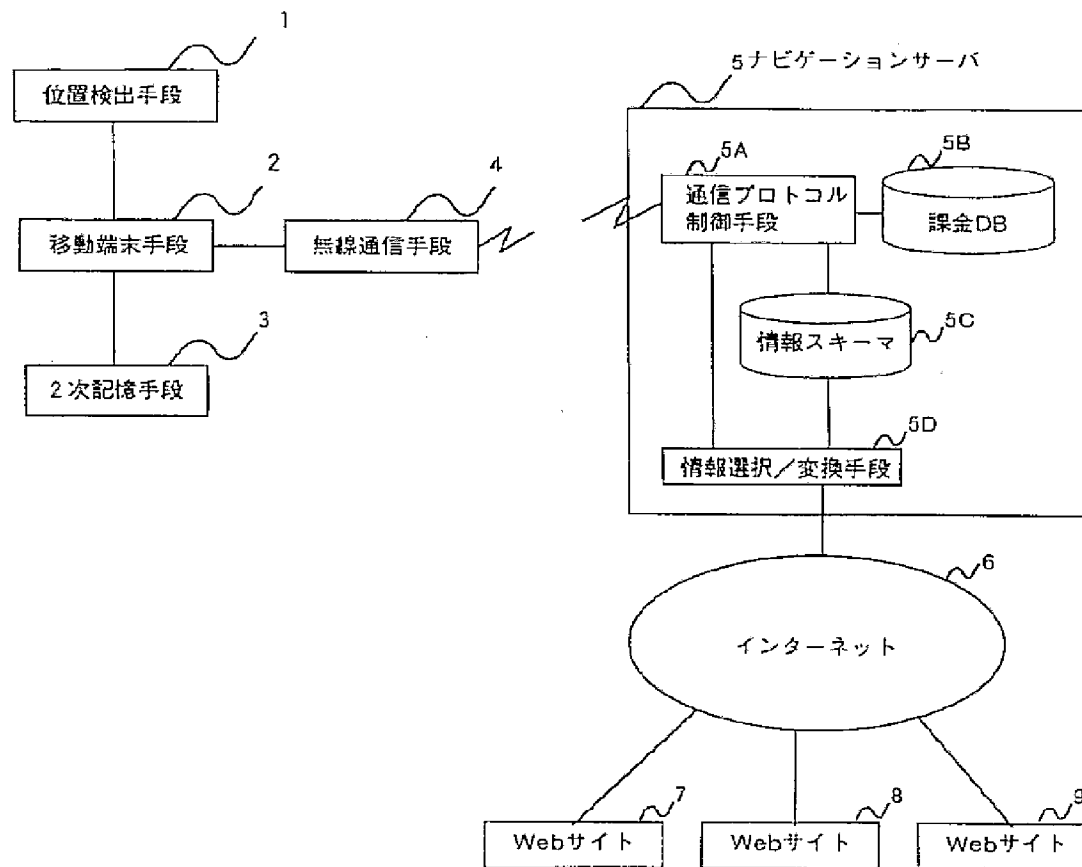 1
位置検出手段
2
移動端末手段
4
無線通信手段
3
2次記憶手段
5ナビゲーションサーバ
5A
通信プロトコル
制御手段
5B
課金DB
情報スキーマ
5C
5D
情報選択／変換手段
6
インターネット
7
Webサイト
8
Webサイト
9
Webサイト